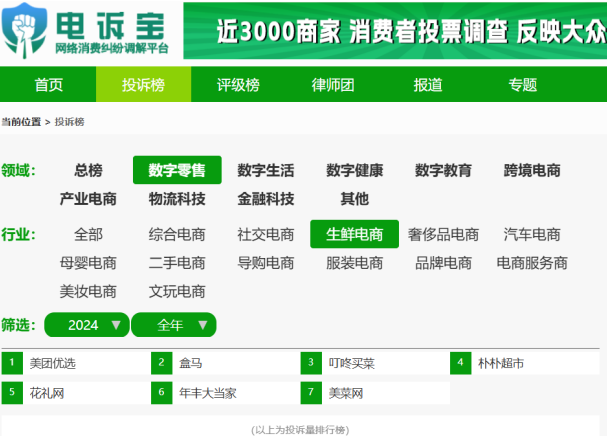 电诉宝
网络消费纠纷调解平台
近3000商家 消费者投票调查 反映大众
首页 投诉榜 评级榜 律师团 报道 专题
当前位置 > 投诉榜
领域: 总榜 数字零售 数字生活 数字健康 数字教育 跨境电商
产业电商 物流科技 金融科技 其他
行业: 全部 综合电商 社交电商 生鲜电商 奢侈品电商 汽车电商
母婴电商 二手电商 导购电商 服装电商 品牌电商 电商服务商
美妆电商 文玩电商
筛选: 2024 ▼ 全年 ▼
1 美团优选 2 盒马 3 叮咚买菜 4 朴朴超市
5 花礼网 6 年丰大当家 7 美菜网
(以上为投诉量排行榜)